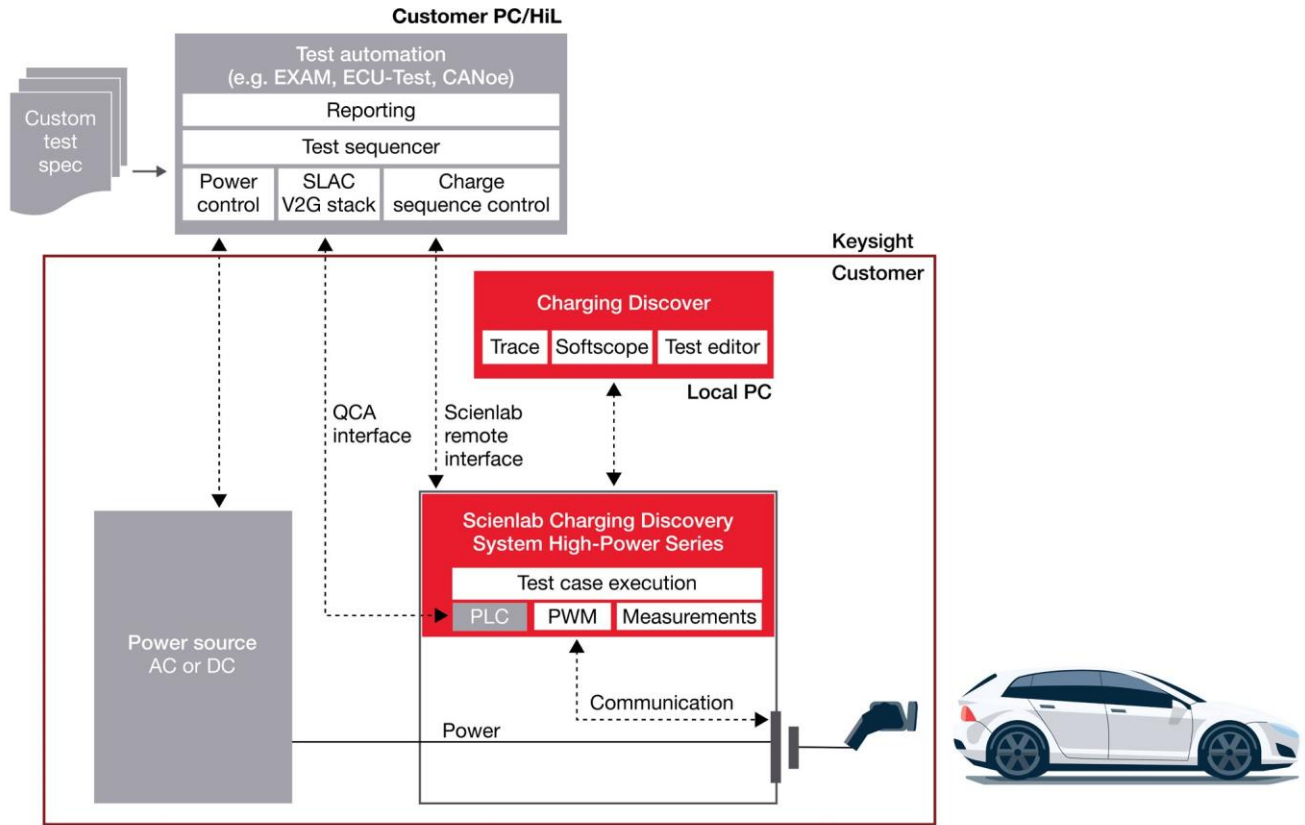 Customer PC/HiL
Test automation
(e.g. EXAM, ECU-Test, CANoe)
Reporting
Test sequencer
Custom
test
spec
Power
control
SLAC
V2G stack
Charge
sequence control
Keysight
Customer
Charging Discover
Trace
Softscope
Test editor
Local PC
QCA
interface
Scienlab
remote
interface
Scienlab Charging Discovery
System High-Power Series
Test case execution
PLC
PWM
Measurements
Power source
AC or DC
Communication
Power